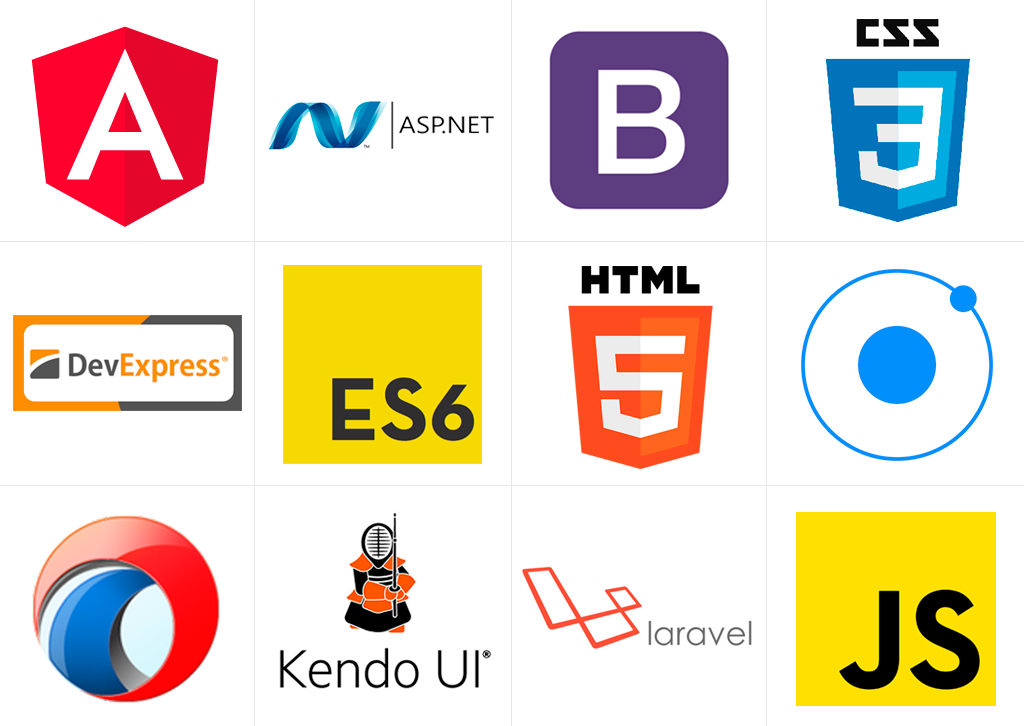 A
ASP.NET
B
CSS
3
DevExpress®
ES6
HTML
5
Kendo UI®
laravel
JS